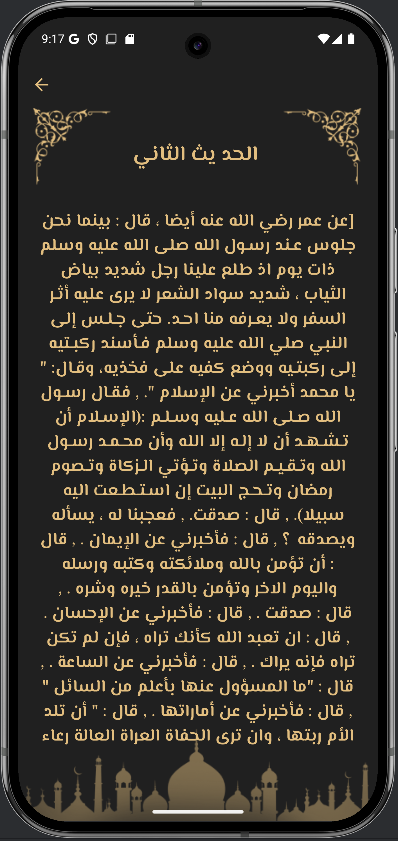 9:17
الحديث الثاني
[عن عمر رضي الله عنه أيضا ، قال : بينما نحن
جلوس عند رسول الله صلى الله عليه وسلم
ذات يوم اذ طلع علينا رجل شديد بياض
الثياب ، شديد سواد الشعر لا يرى عليه أثر
السفر ولا يعرفه منا احد. حتى جلس إلى
النبي صلي الله عليه وسلم فأسند ركبتيه
إلى ركبتيه ووضع كفيه على فخذيه، وقال: "
يا محمد أخبرني عن الإسلام ". , فقال رسول
الله صلى الله عليه وسلم :(الإسلام أن
تشهد أن لا إله إلا الله وأن محمد رسول
الله وتقيم الصلاة وتؤتي الزكاة وتصوم
رمضان وتحج البيت إن استطعت اليه
سبيلا). , قال : صدقت. , فعجبنا له ، يسأله
ويصدقه ؟ , قال : فأخبرني عن الإيمان . , قال
: أن تؤمن بالله وملائكته وكتبه ورسله
واليوم الاخر وتؤمن بالقدر خيره وشره . ,
قال : صدقت . , قال : فأخبرني عن الإحسان .
, قال : ان تعبد الله كأنك تراه ، فإن لم تكن
تراه فإنه يراك . , قال : فأخبرني عن الساعة . ,
قال : "ما المسؤول عنها بأعلم من السائل "
, قال : فأخبرني عن أماراتها . , قال : " أن تلد
الأم ربتها ، وان ترى الحفاة العراة العالة رعاء